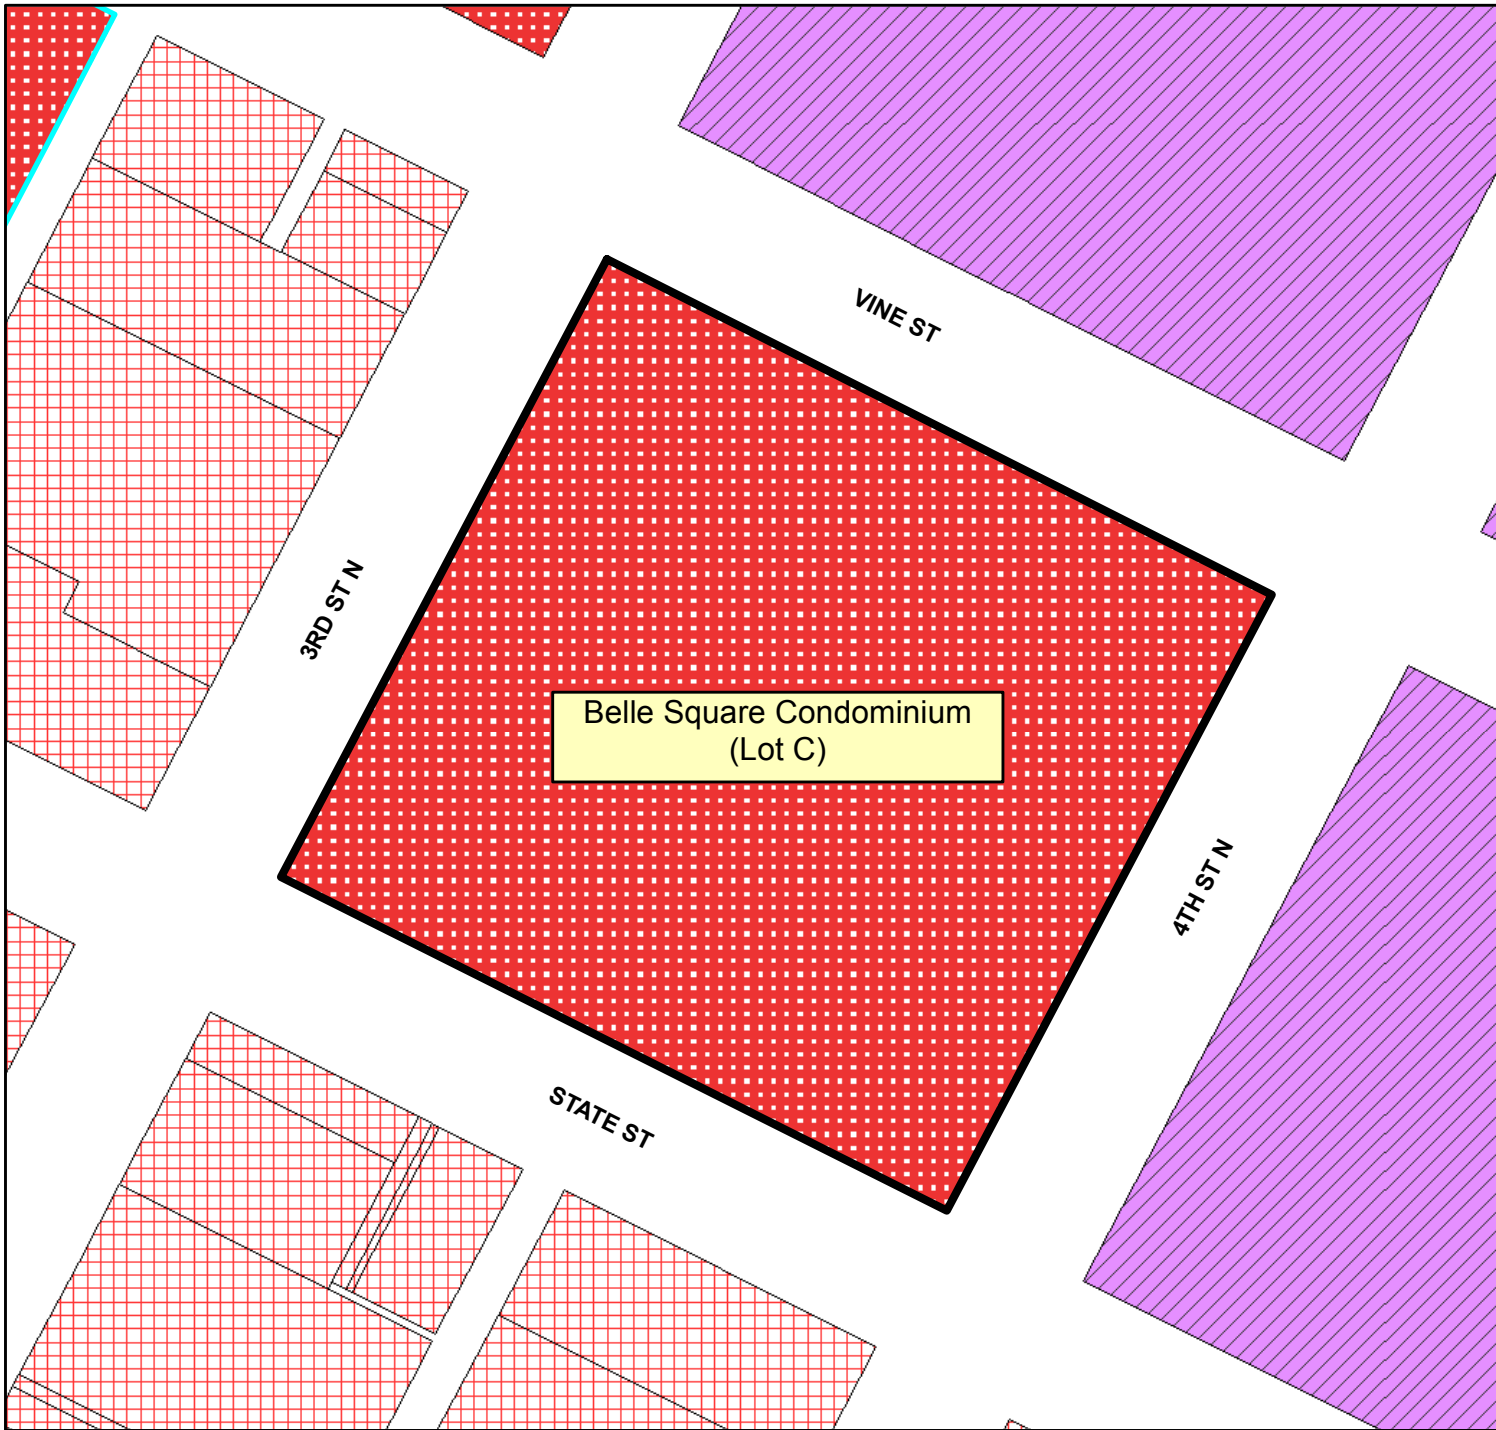 VINE ST
3RD ST N
Belle Square Condominium
(Lot C)
4TH ST N
STATE ST